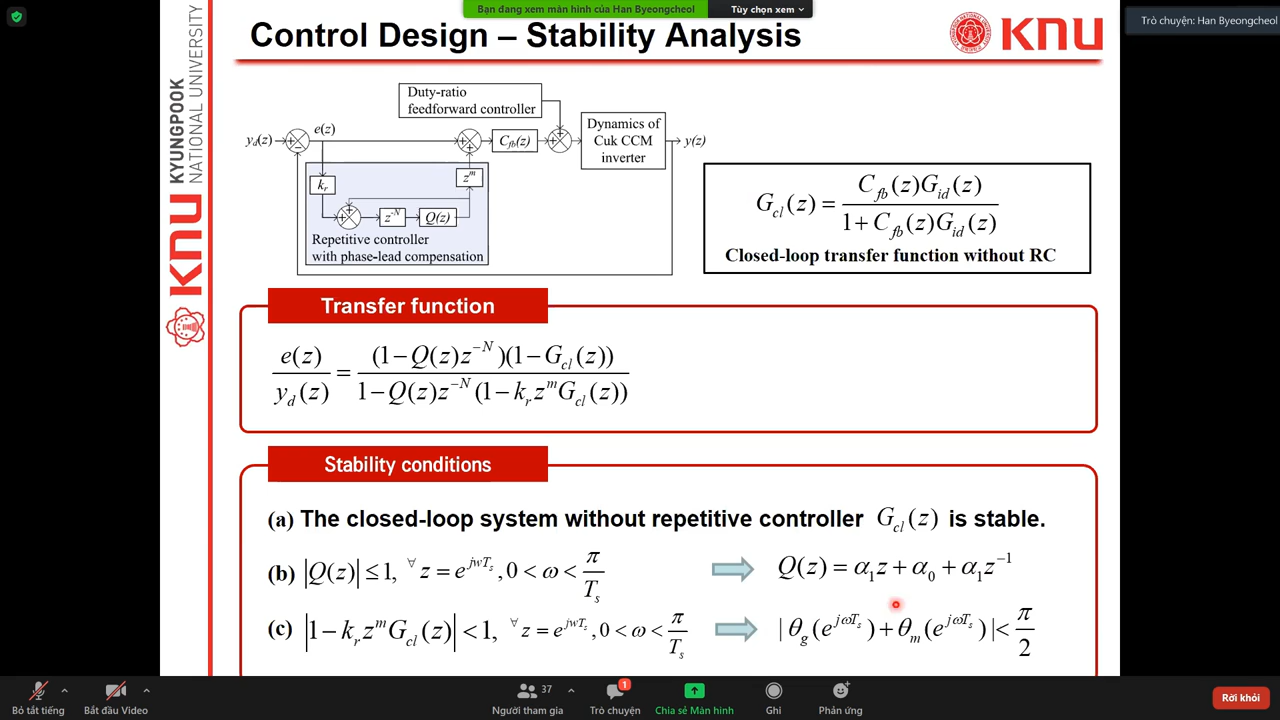 Bạn đang xem màn hình của Han Byeongcheol
Tùy chọn xem
Trò chuyện: Han Byeongcheol
Control Design – Stability Analysis
KNU
KNU KYUNGPOOK
NATIONAL UNIVERSITY
Duty-ratio
feedforward controller
y_d(z)
e(z)
C_fb(z)
Dynamics of
Cuk CCM
inverter
y(z)
k_r
z^m
z^-N
Q(z)
Repetitive controller
with phase-lead compensation
G_cl(z) = C_fb(z)G_id(z) / (1 + C_fb(z)G_id(z))
Closed-loop transfer function without RC
Transfer function
e(z) / y_d(z) = (1 − Q(z)z^−N)(1 − G_cl(z)) / (1 − Q(z)z^−N(1 − k_r z^m G_cl(z)))
Stability conditions
(a) The closed-loop system without repetitive controller G_cl(z) is stable.
(b) |Q(z)| ≤ 1, ∀ z = e^{jwT_s}, 0 < ω < π/T_s
Q(z) = α_1 z + α_0 + α_1 z^−1
(c) |1 − k_r z^m G_cl(z)| < 1, ∀ z = e^{jwT_s}, 0 < ω < π/T_s
| θ_g(e^{jωT_s}) + θ_m(e^{jωT_s}) | < π/2
Bỏ tắt tiếng
Bắt đầu Video
37
Người tham gia
1
Trò chuyện
Chia sẻ Màn hình
Ghi
Phản ứng
Rời khỏi